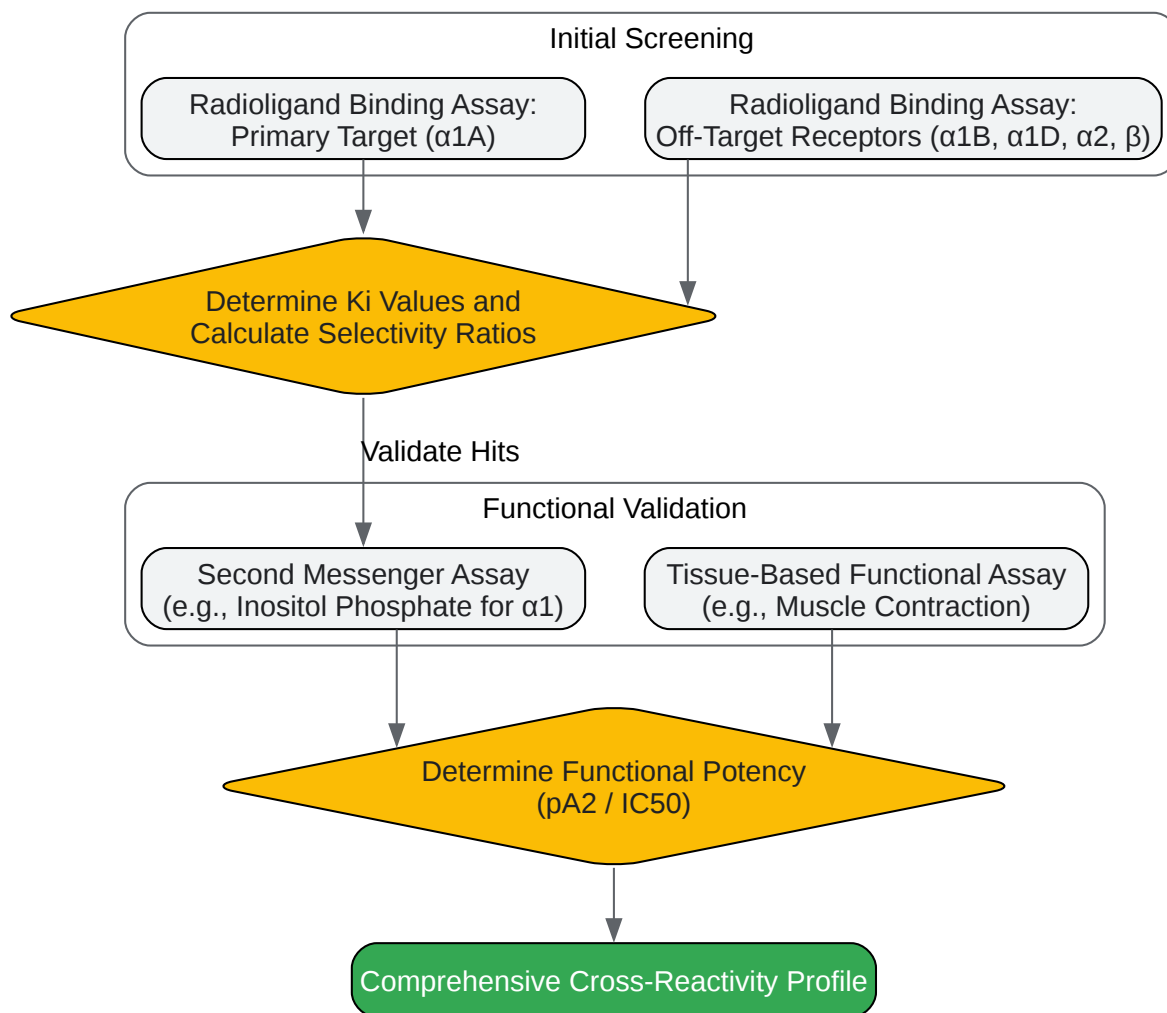 Initial Screening
Radioligand Binding Assay:
Primary Target (α1A)
Radioligand Binding Assay:
Off-Target Receptors (α1B, α1D, α2, β)
Determine Ki Values and
Calculate Selectivity Ratios
Validate Hits
Functional Validation
Second Messenger Assay
(e.g., Inositol Phosphate for α1)
Tissue-Based Functional Assay
(e.g., Muscle Contraction)
Determine Functional Potency
(pA2 / IC50)
Comprehensive Cross-Reactivity Profile